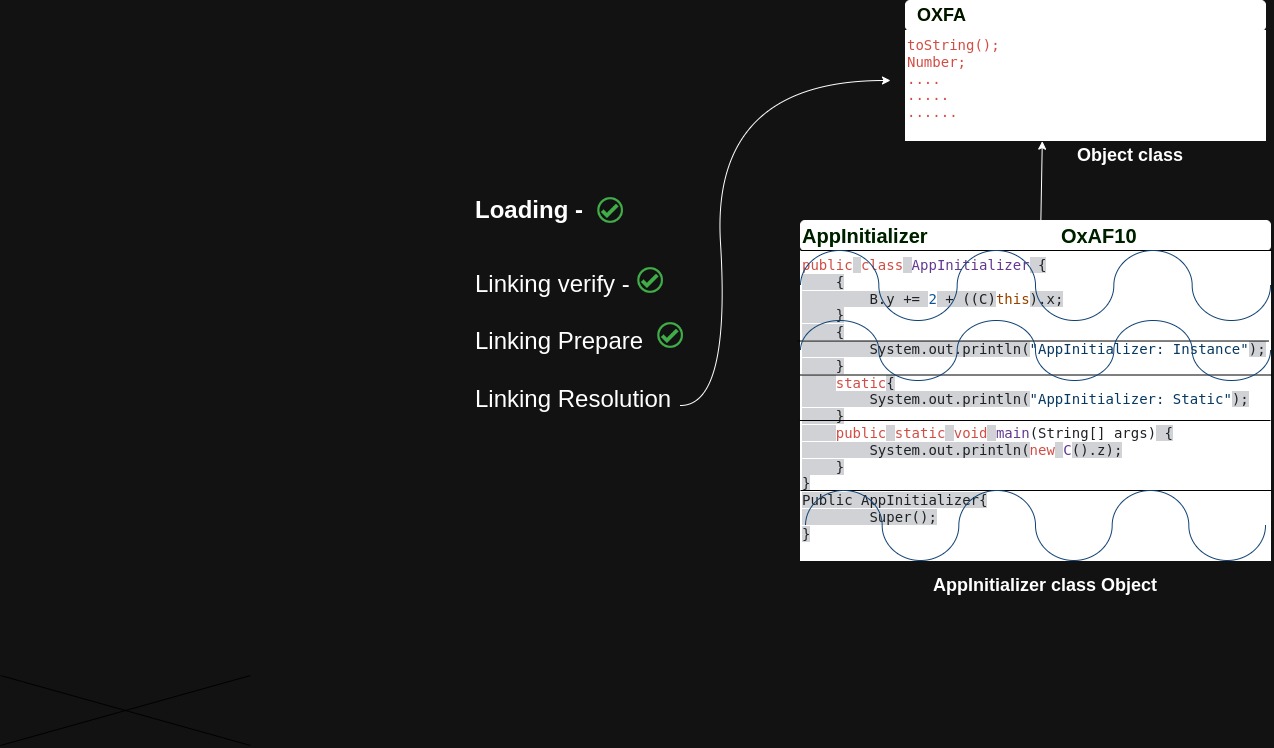 OXFA
toString();
Number;
....
.....
......
Object class
Loading -
Linking verify -
Linking Prepare
Linking Resolution
AppInitializer OxAF10
public class AppInitializer {
    {
        B.y += 2 + ((C)this).x;
    }
    {
        System.out.println("AppInitializer: Instance");
    }
    static{
        System.out.println("AppInitializer: Static");
    }
    public static void main(String[] args) {
        System.out.println(new C().z);
    }
}
Public AppInitializer{
        Super();
}
AppInitializer class Object